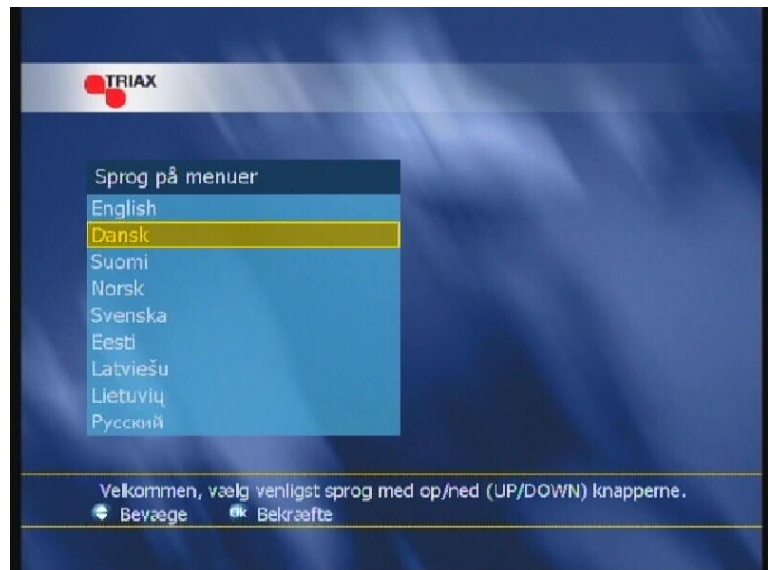 TRIAX
Sprog på menuer
English
Dansk
Suomi
Norsk
Svenska
Eesti
Latviešu
Lietuvių
Русский
Velkommen, vælg venligst sprog med op/ned (UP/DOWN) knapperne.
Bevæge Ok Bekræfte